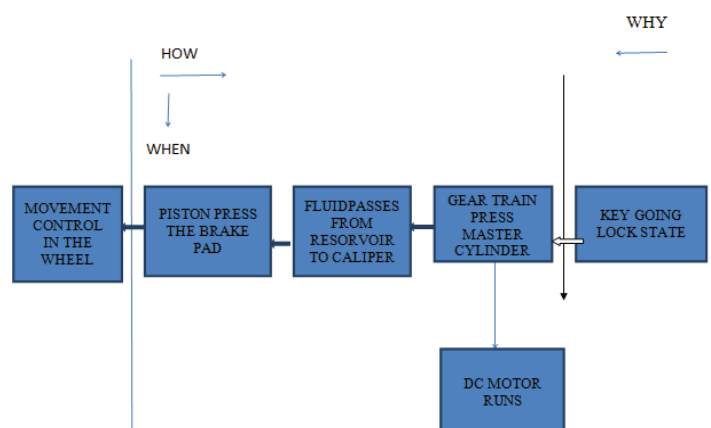 WHY
HOW
WHEN
MOVEMENT
CONTROL
IN THE
WHEEL
PISTON PRESS
THE BRAKE
PAD
FLUIDPASSES
FROM
RESORVOIR
TO CALIPER
GEAR TRAIN
PRESS
MASTER
CYLINDER
KEY GOING
LOCK STATE
DC MOTOR
RUNS